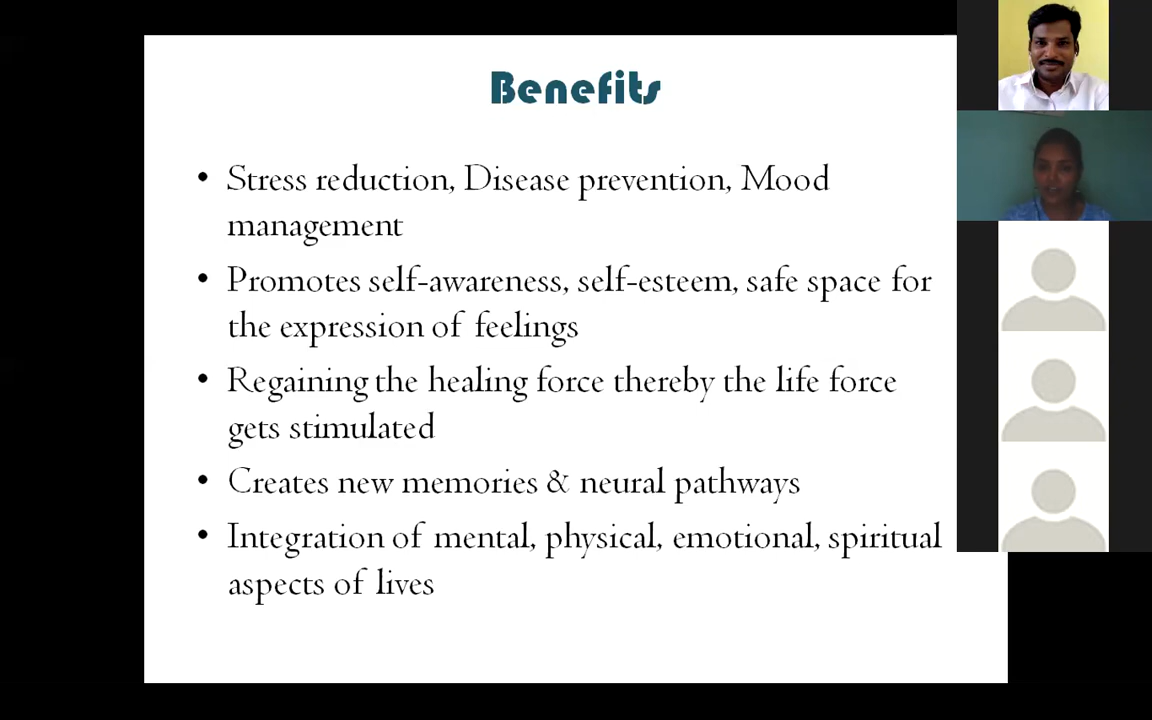 Benefits
• Stress reduction, Disease prevention, Mood
management
• Promotes self-awareness, self-esteem, safe space for
the expression of feelings
• Regaining the healing force thereby the life force
gets stimulated
• Creates new memories & neural pathways
• Integration of mental, physical, emotional, spiritual
aspects of lives